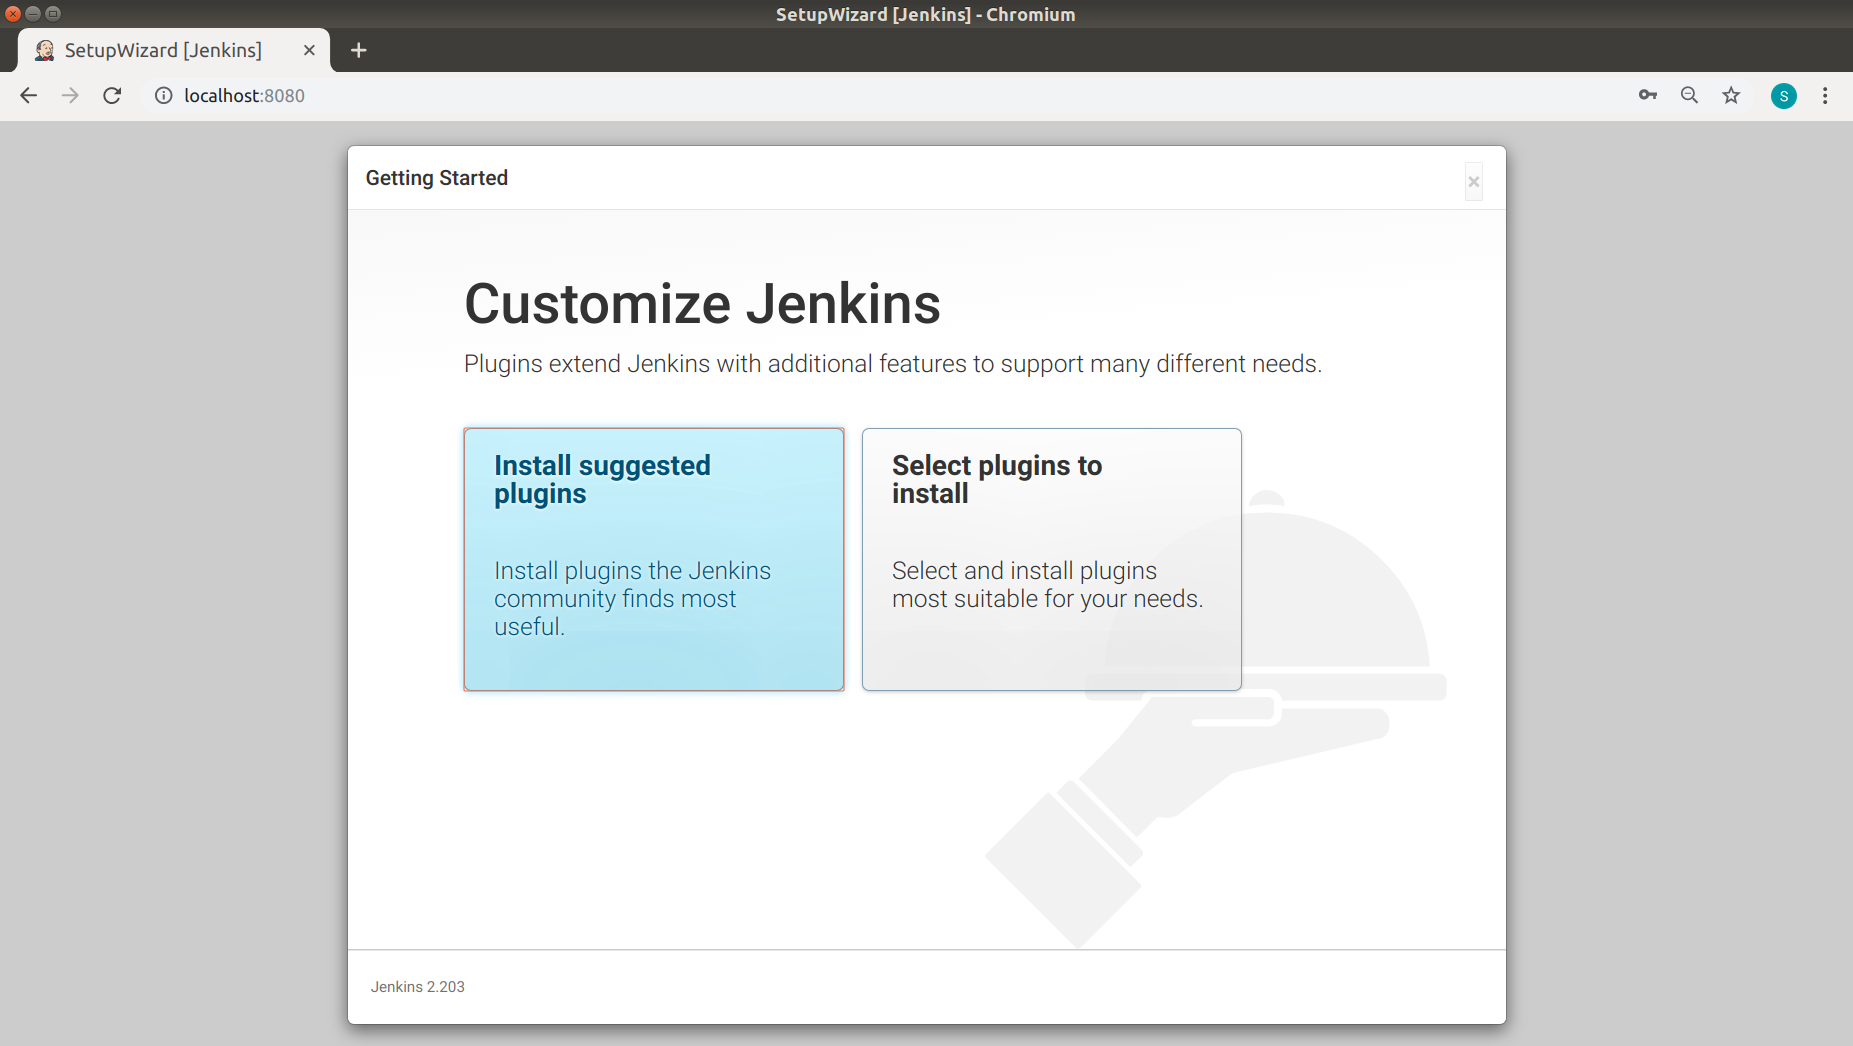 SetupWizard [Jenkins] - Chromium
SetupWizard [Jenkins]
localhost:8080
S
Getting Started
Customize Jenkins
Plugins extend Jenkins with additional features to support many different needs.
Install suggested
plugins
Install plugins the Jenkins
community finds most
useful.
Select plugins to
install
Select and install plugins
most suitable for your needs.
Jenkins 2.203